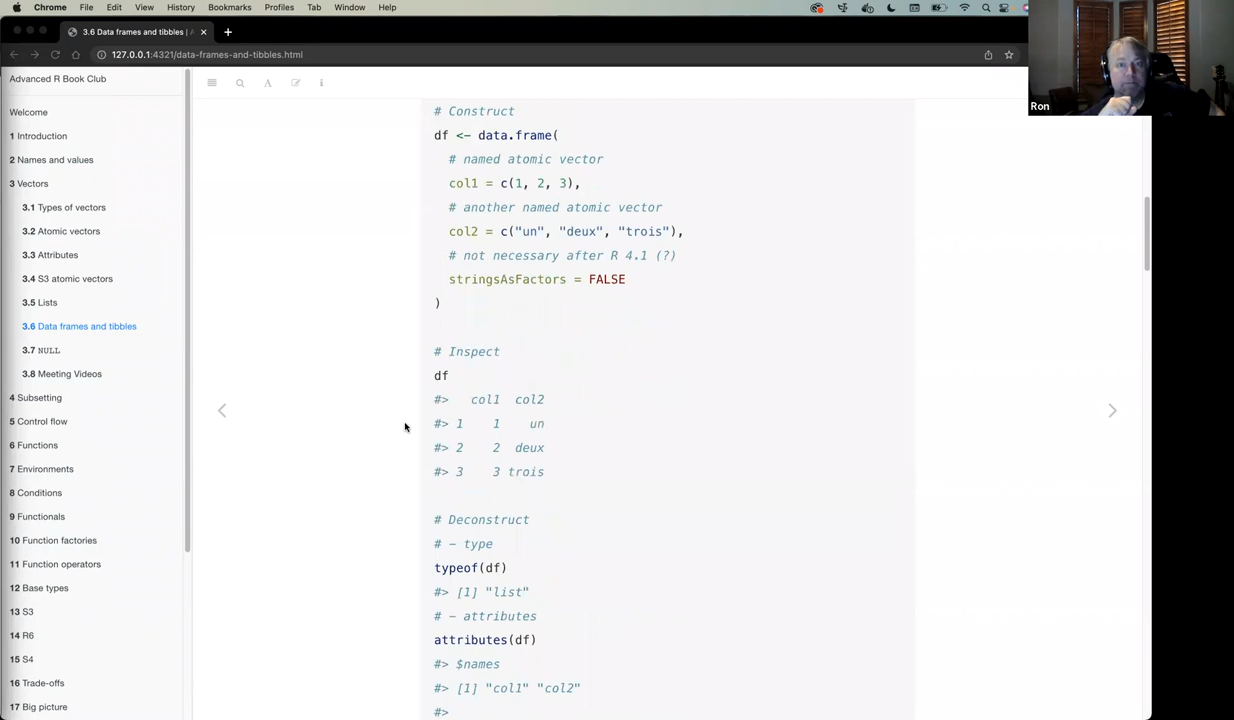 Chrome File Edit View History Bookmarks Profiles Tab Window Help
3.6 Data frames and tibbles | A
127.0.0.1:4321/data-frames-and-tibbles.html
Ron
Advanced R Book Club
Welcome
1 Introduction
2 Names and values
3 Vectors
3.1 Types of vectors
3.2 Atomic vectors
3.3 Attributes
3.4 S3 atomic vectors
3.5 Lists
3.6 Data frames and tibbles
3.7 NULL
3.8 Meeting Videos
4 Subsetting
5 Control flow
6 Functions
7 Environments
8 Conditions
9 Functionals
10 Function factories
11 Function operators
12 Base types
13 S3
14 R6
15 S4
16 Trade-offs
17 Big picture
# Construct
df <- data.frame(
  # named atomic vector
  col1 = c(1, 2, 3),
  # another named atomic vector
  col2 = c("un", "deux", "trois"),
  # not necessary after R 4.1 (?)
  stringsAsFactors = FALSE
)
# Inspect
df
#>   col1  col2
#> 1    1    un
#> 2    2  deux
#> 3    3 trois
# Deconstruct
# - type
typeof(df)
#> [1] "list"
# - attributes
attributes(df)
#> $names
#> [1] "col1" "col2"
#>